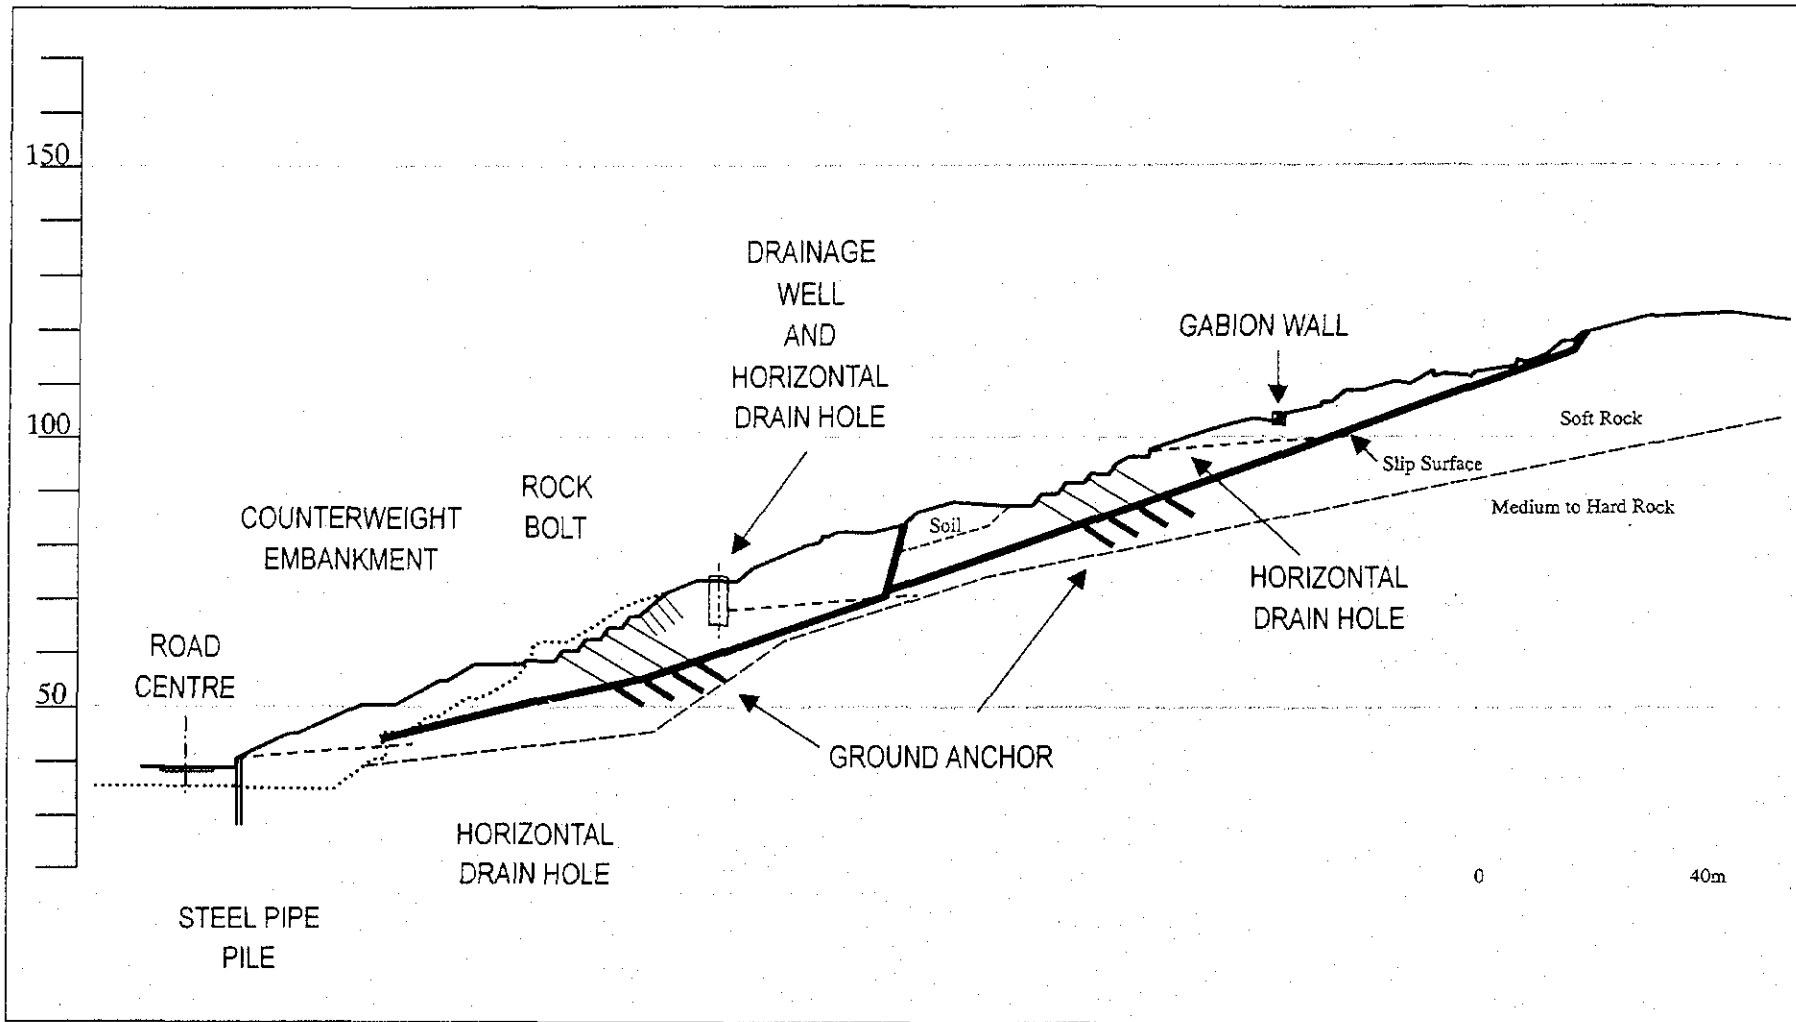 150
100
50
DRAINAGE
WELL
AND
HORIZONTAL
DRAIN HOLE
GABION WALL
Soft Rock
Slip Surface
Medium to Hard Rock
ROCK
BOLT
COUNTERWEIGHT
EMBANKMENT
Soil
HORIZONTAL
DRAIN HOLE
ROAD
CENTRE
GROUND ANCHOR
HORIZONTAL
DRAIN HOLE
STEEL PIPE
PILE
0 40m